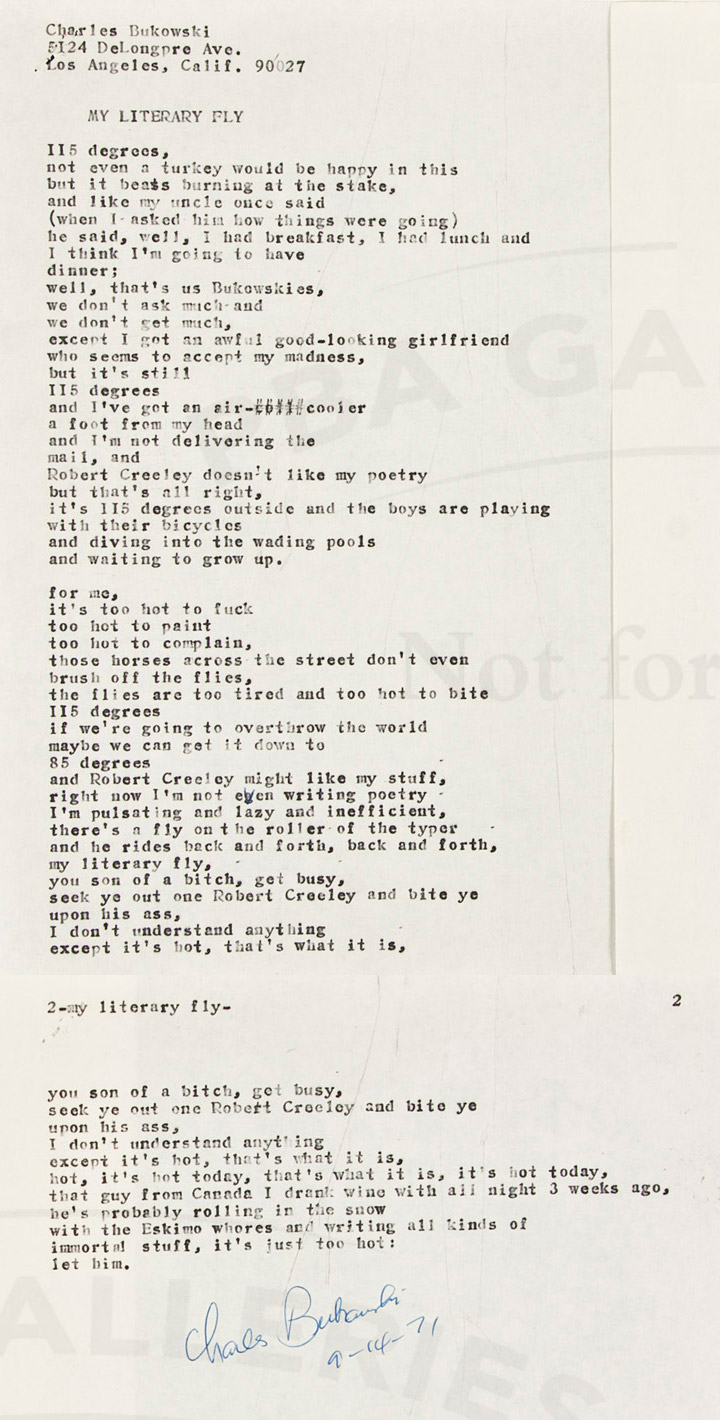 Charles Bukowski
5124 DeLongpre Ave.
Los Angeles, Calif. 90027
MY LITERARY FLY
115 degrees,
not even a turkey would be happy in this
but it beats burning at the stake,
and like my uncle once said
(when I asked him how things were going)
he said, well, I had breakfast, I had lunch and
I think I'm going to have
dinner;
well, that's us Bukowskies,
we don't ask much and
we don't get much,
except I got an awful good-looking girlfriend
who seems to accept my madness,
but it's still
115 degrees
and I've got an air-cooler
a foot from my head
and I'm not delivering the
mail, and
Robert Creeley doesn't like my poetry
but that's all right,
it's 115 degrees outside and the boys are playing
with their bicycles
and diving into the wading pools
and waiting to grow up.
for me,
it's too hot to fuck
too hot to paint
too hot to complain,
those horses across the street don't even
brush off the flies,
the flies are too tired and too hot to bite
115 degrees
if we're going to overthrow the world
maybe we can get it down to
85 degrees
and Robert Creeley might like my stuff,
right now I'm not even writing poetry
I'm pulsating and lazy and inefficient,
there's a fly on the roller of the typer
and he rides back and forth, back and forth,
my literary fly,
you son of a bitch, get busy,
seek ye out one Robert Creeley and bite ye
upon his ass,
I don't understand anything
except it's hot, that's what it is,
2-my literary fly-
2
you son of a bitch, get busy,
seek ye out one Robert Creeley and bite ye
upon his ass,
I don't understand anything
except it's hot, that's what it is,
hot, it's hot today, that's what it is, it's hot today,
that guy from Canada I drank wine with all night 3 weeks ago,
he's probably rolling in the snow
with the Eskimo whores and writing all kinds of
immortal stuff, it's just too hot:
let him.
Charles Bukowski
9-14-71
BA GA
Not for
ALLERIES